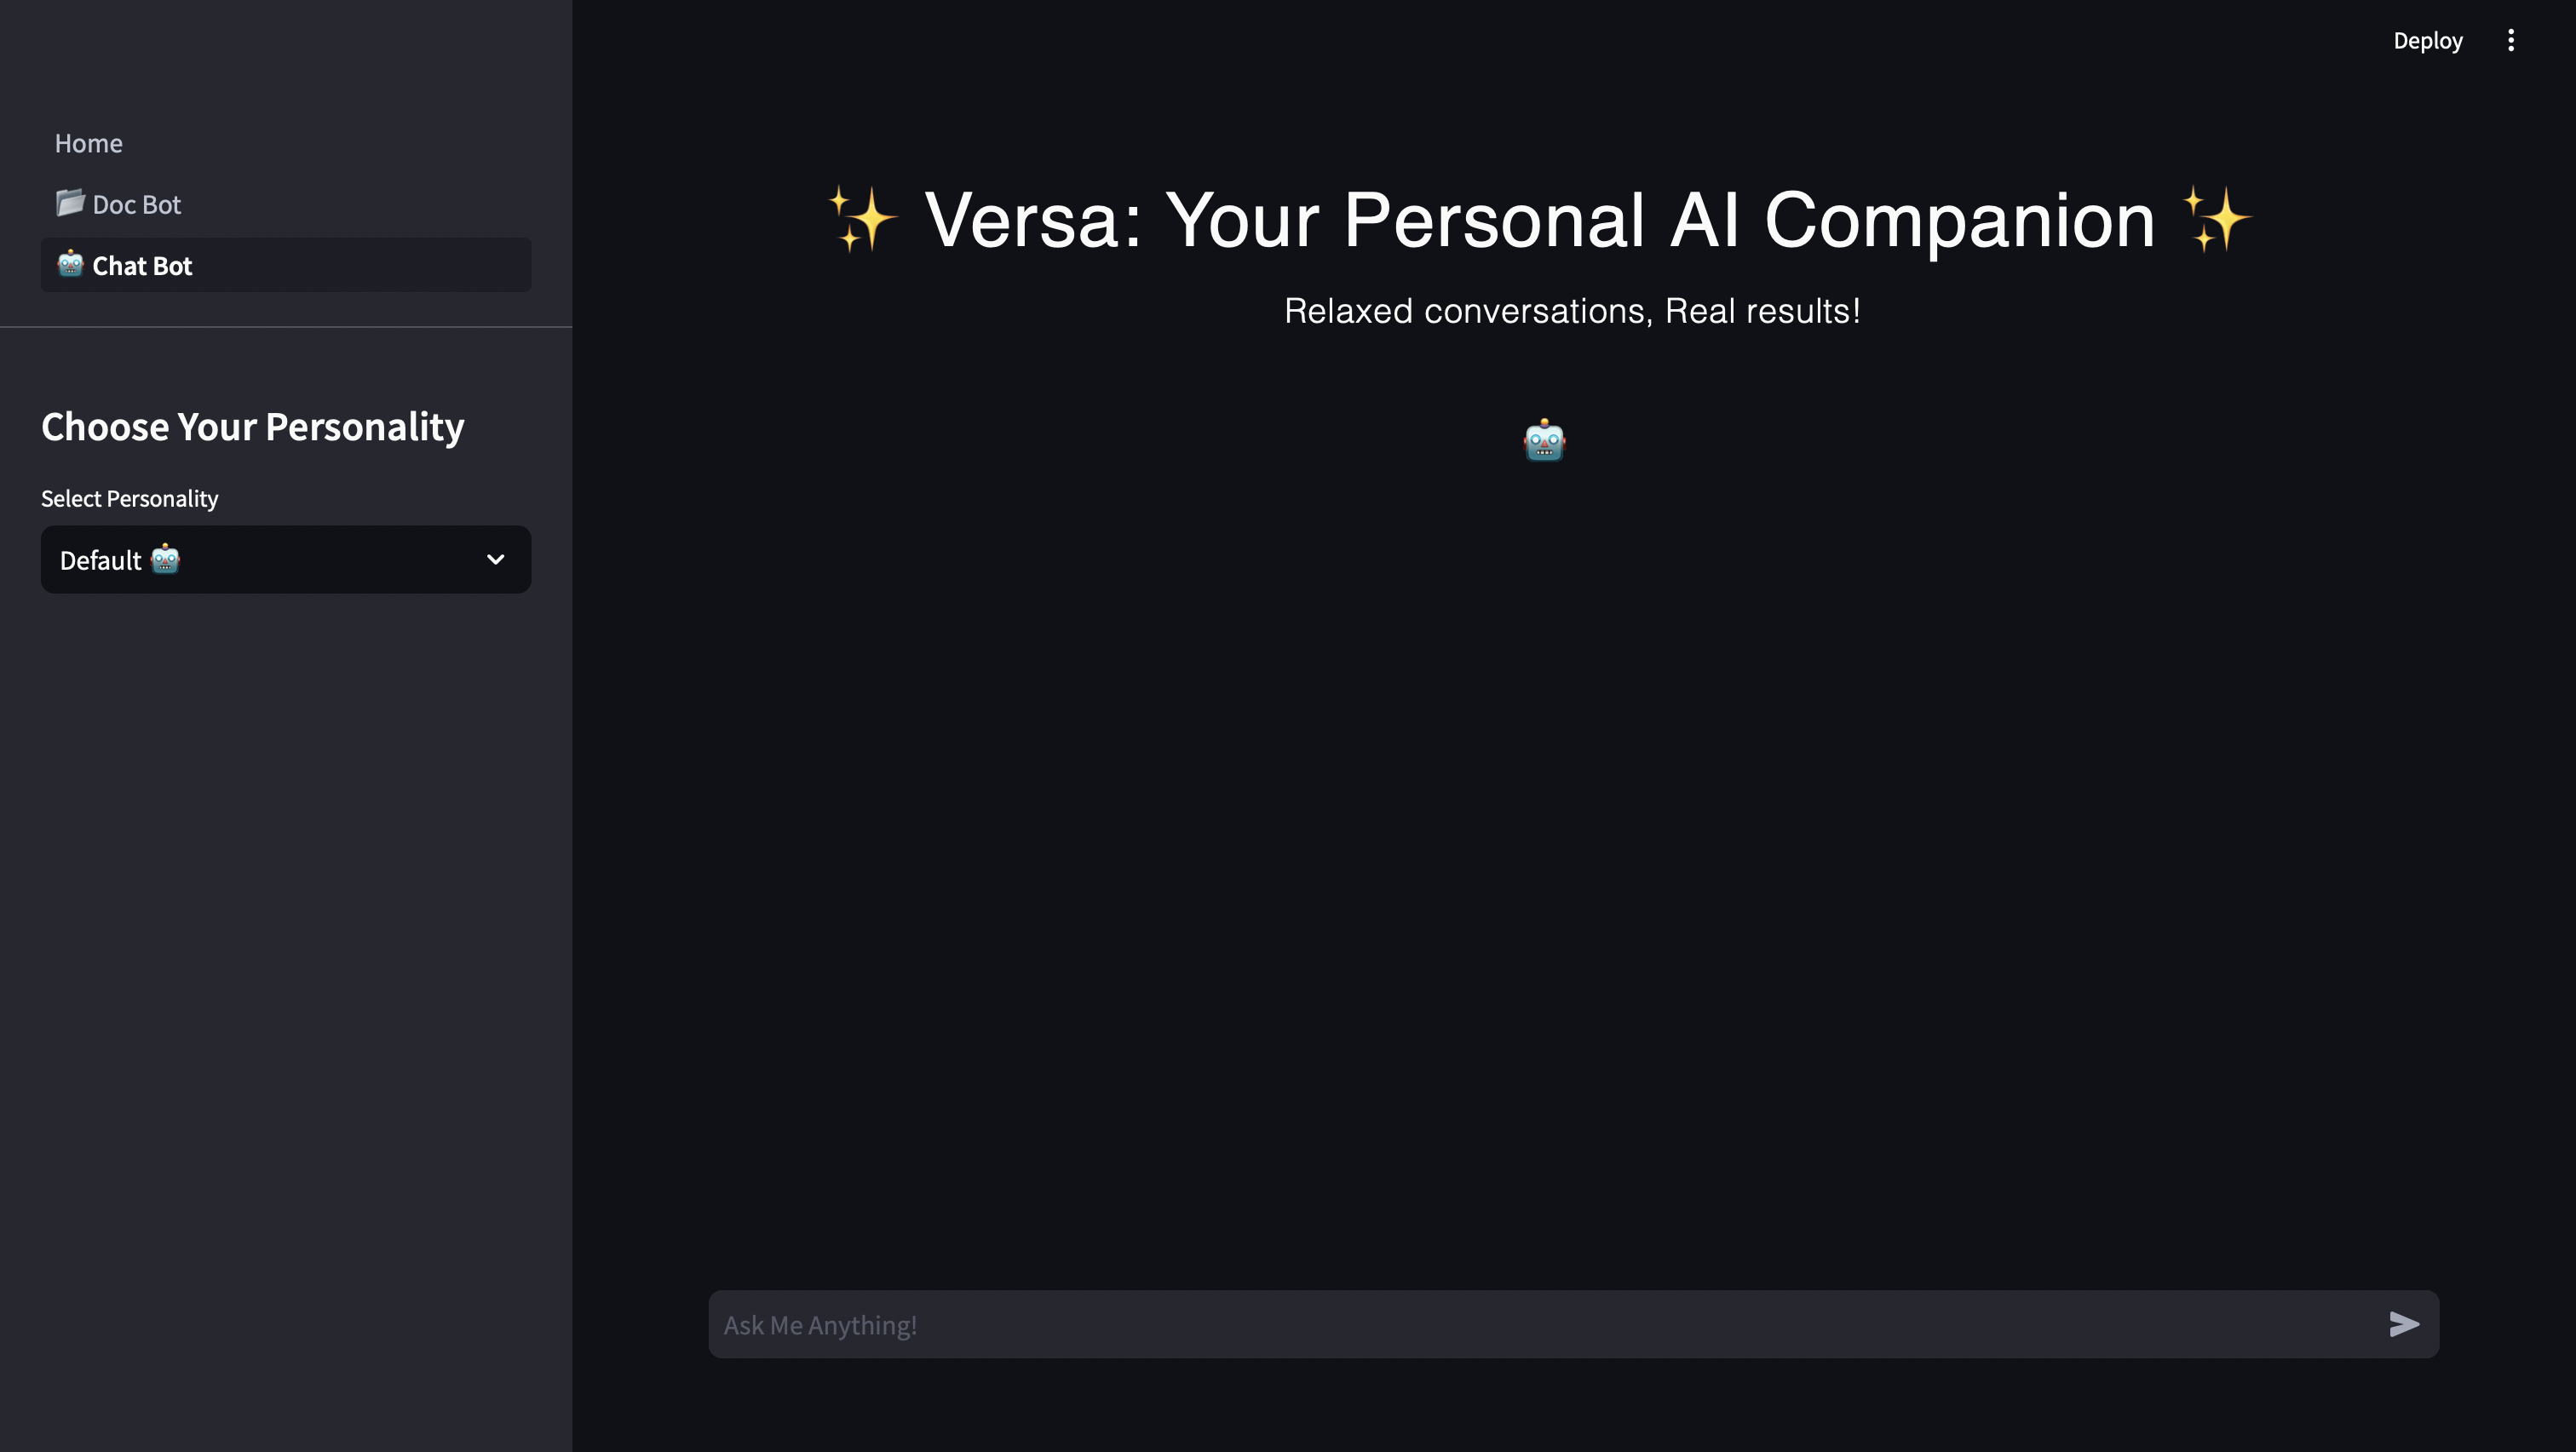 Deploy
Home
📂 Doc Bot
🤖 Chat Bot
Choose Your Personality
Select Personality
Default 🤖
✨ Versa: Your Personal AI Companion ✨
Relaxed conversations, Real results!
🤖
Ask Me Anything!